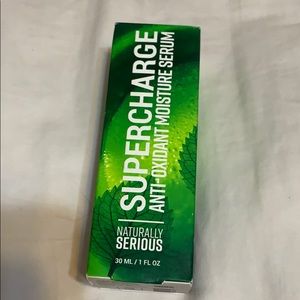 SUPERCHARGE
ANTI-OXIDANT MOISTURE SERUM
NATURALLY
SERIOUS
30 ML / 1 FL OZ